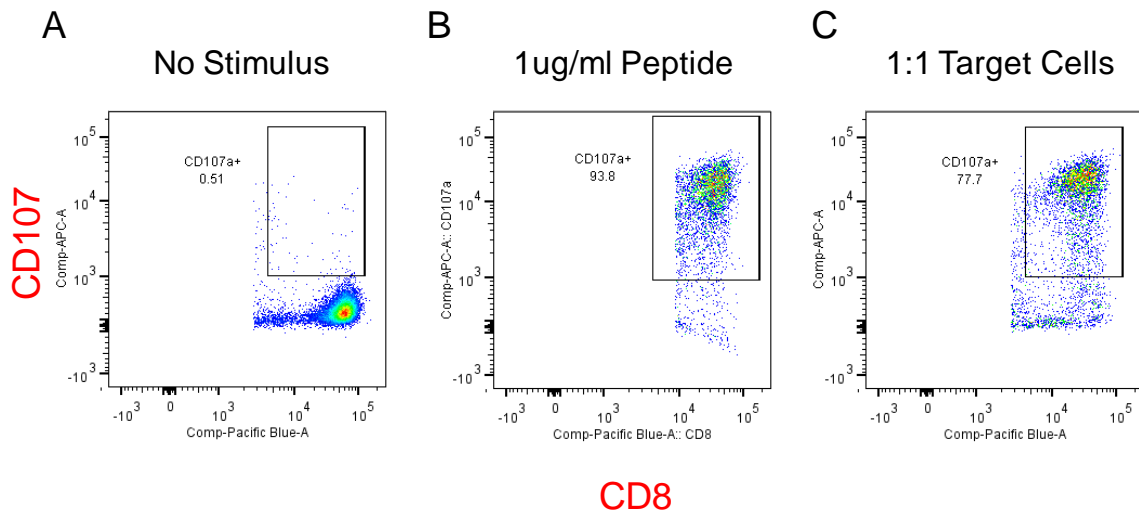 A
B
C
No Stimulus
1ug/ml Peptide
1:1 Target Cells
CD107
Comp-APC-A
10^5
10^4
10^3
-10^3
CD107a+
0.51
-10^3
0
10^3
10^4
10^5
Comp-Pacific Blue-A
Comp-APC-A:: CD107a
10^5
10^4
10^3
-10^3
CD107a+
93.8
-10^3
0
10^3
10^4
10^5
Comp-Pacific Blue-A:: CD8
Comp-APC-A
10^5
10^4
10^3
-10^3
CD107a+
77.7
-10^3
0
10^3
10^4
10^5
Comp-Pacific Blue-A
CD8